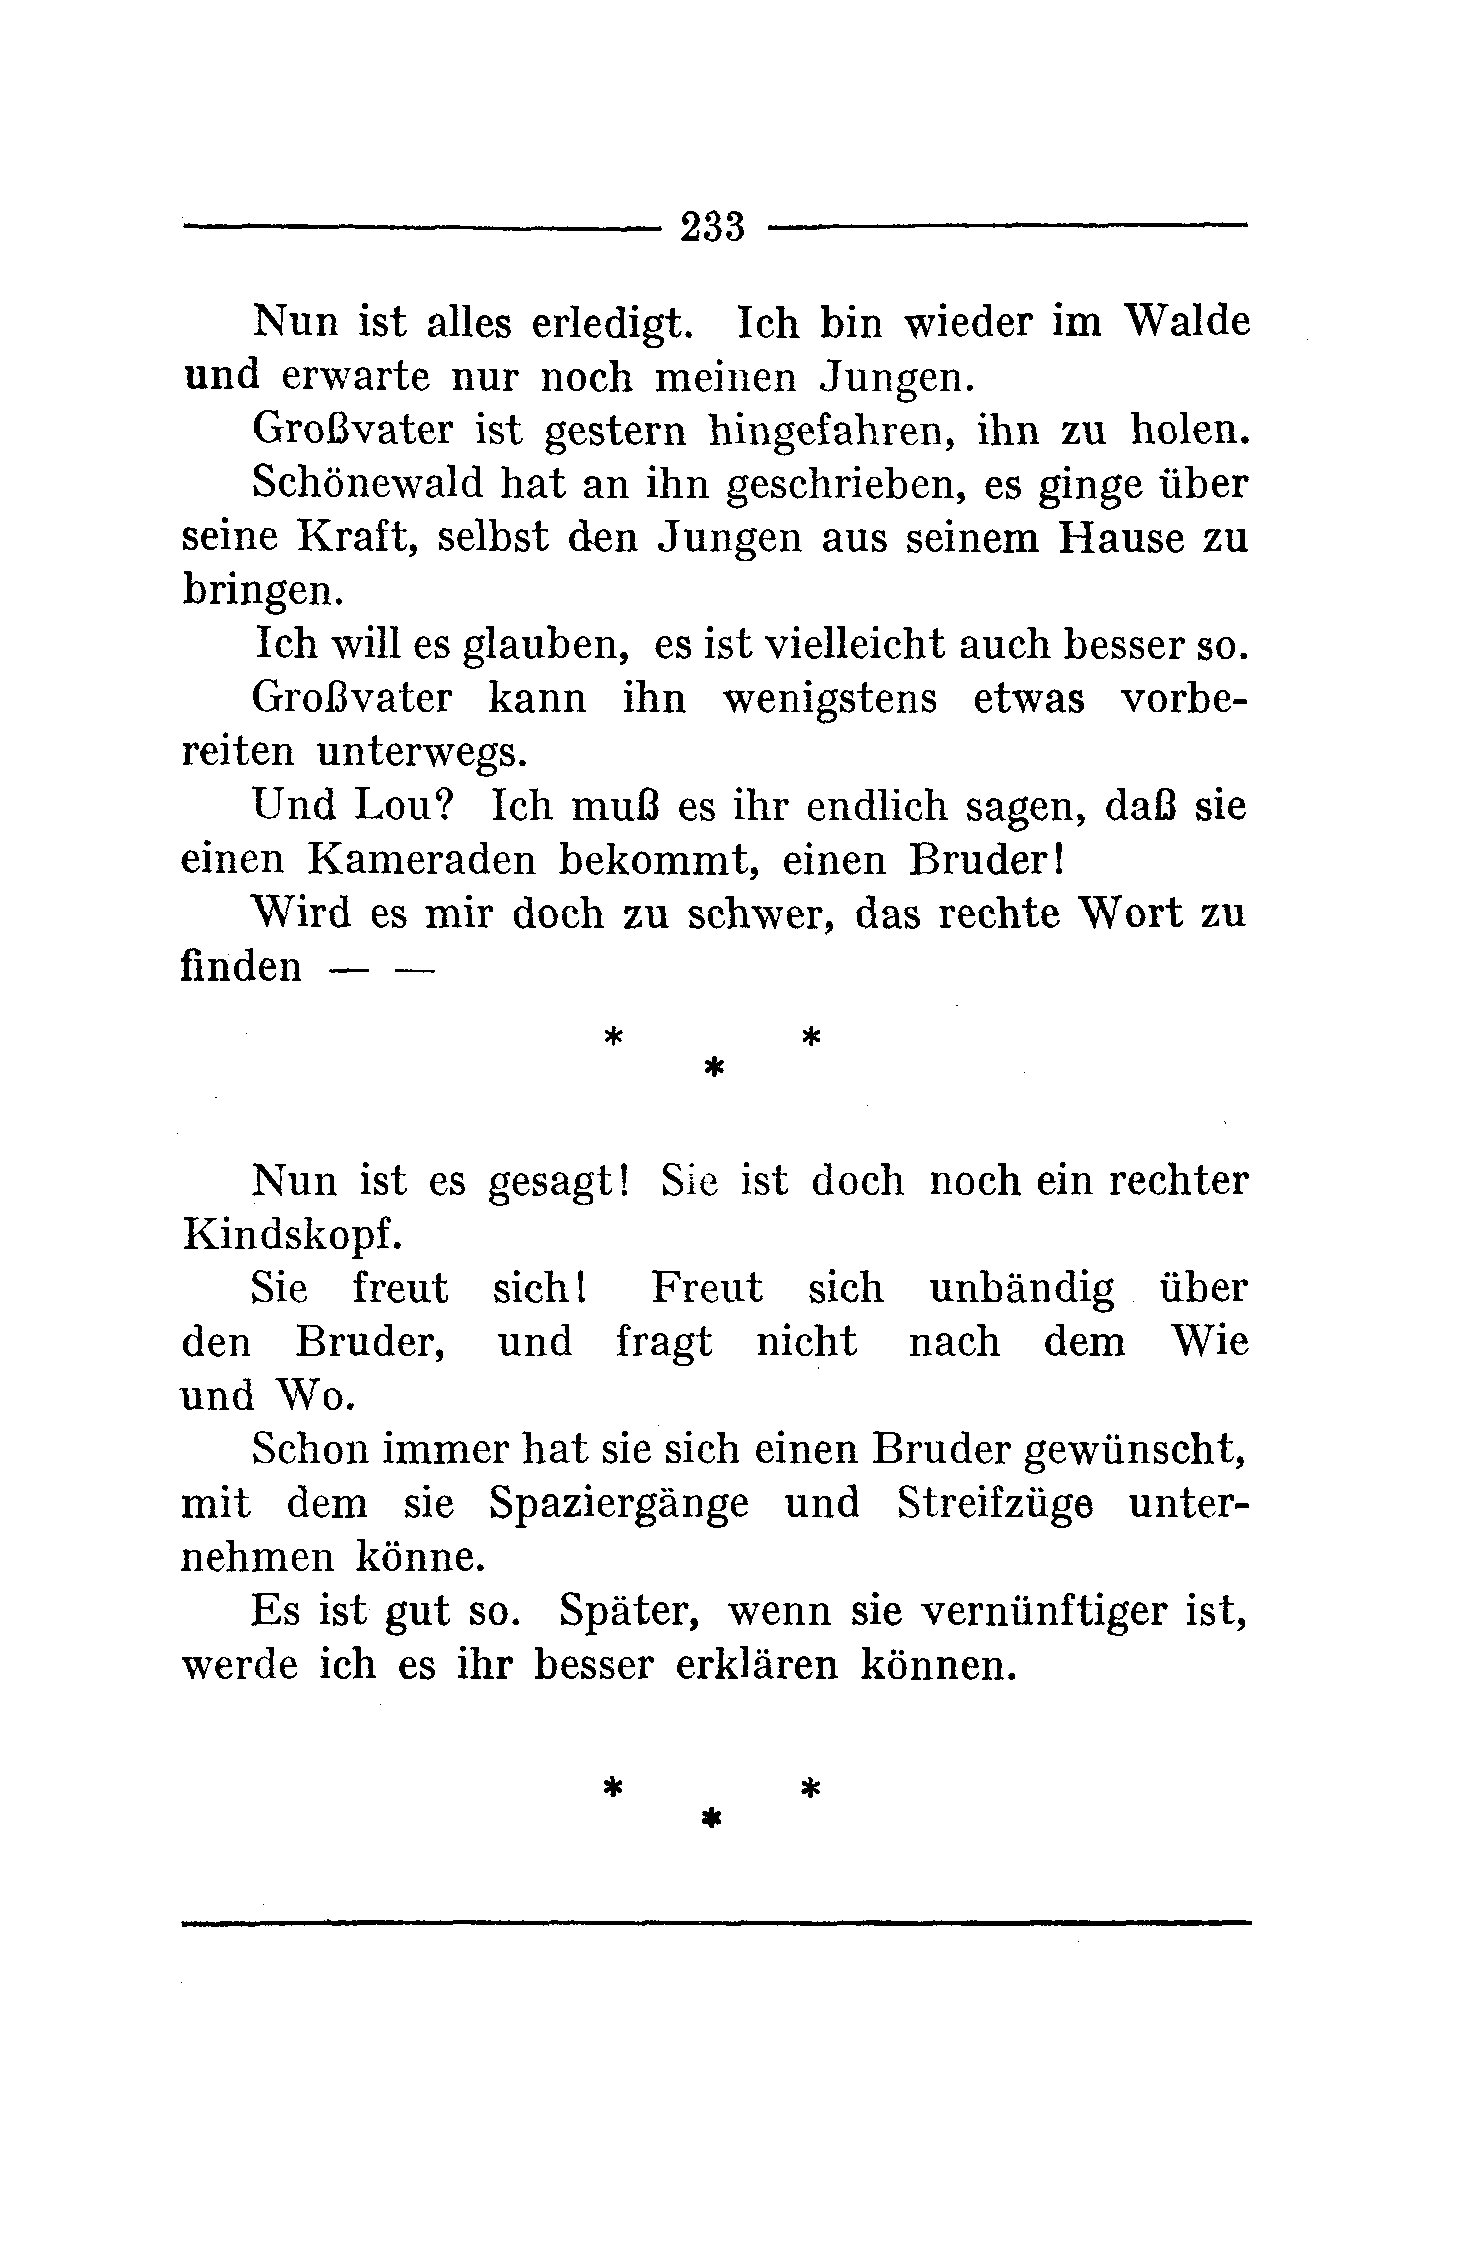 233
Nun ist alles erledigt. Ich bin wieder im Walde
und erwarte nur noch meinen Jungen.
Großvater ist gestern hingefahren, ihn zu holen.
Schönewald hat an ihn geschrieben, es ginge über
seine Kraft, selbst den Jungen aus seinem Hause zu
bringen.
Ich will es glauben, es ist vielleicht auch besser so.
Großvater kann ihn wenigstens etwas vorbe-
reiten unterwegs.
Und Lou? Ich muß es ihr endlich sagen, daß sie
einen Kameraden bekommt, einen Bruder!
Wird es mir doch zu schwer, das rechte Wort zu
finden — —
* *
*
Nun ist es gesagt! Sie ist doch noch ein rechter
Kindskopf.
Sie freut sich! Freut sich unbändig über
den Bruder, und fragt nicht nach dem Wie
und Wo.
Schon immer hat sie sich einen Bruder gewünscht,
mit dem sie Spaziergänge und Streifzüge unter-
nehmen könne.
Es ist gut so. Später, wenn sie vernünftiger ist,
werde ich es ihr besser erklären können.
* *
*